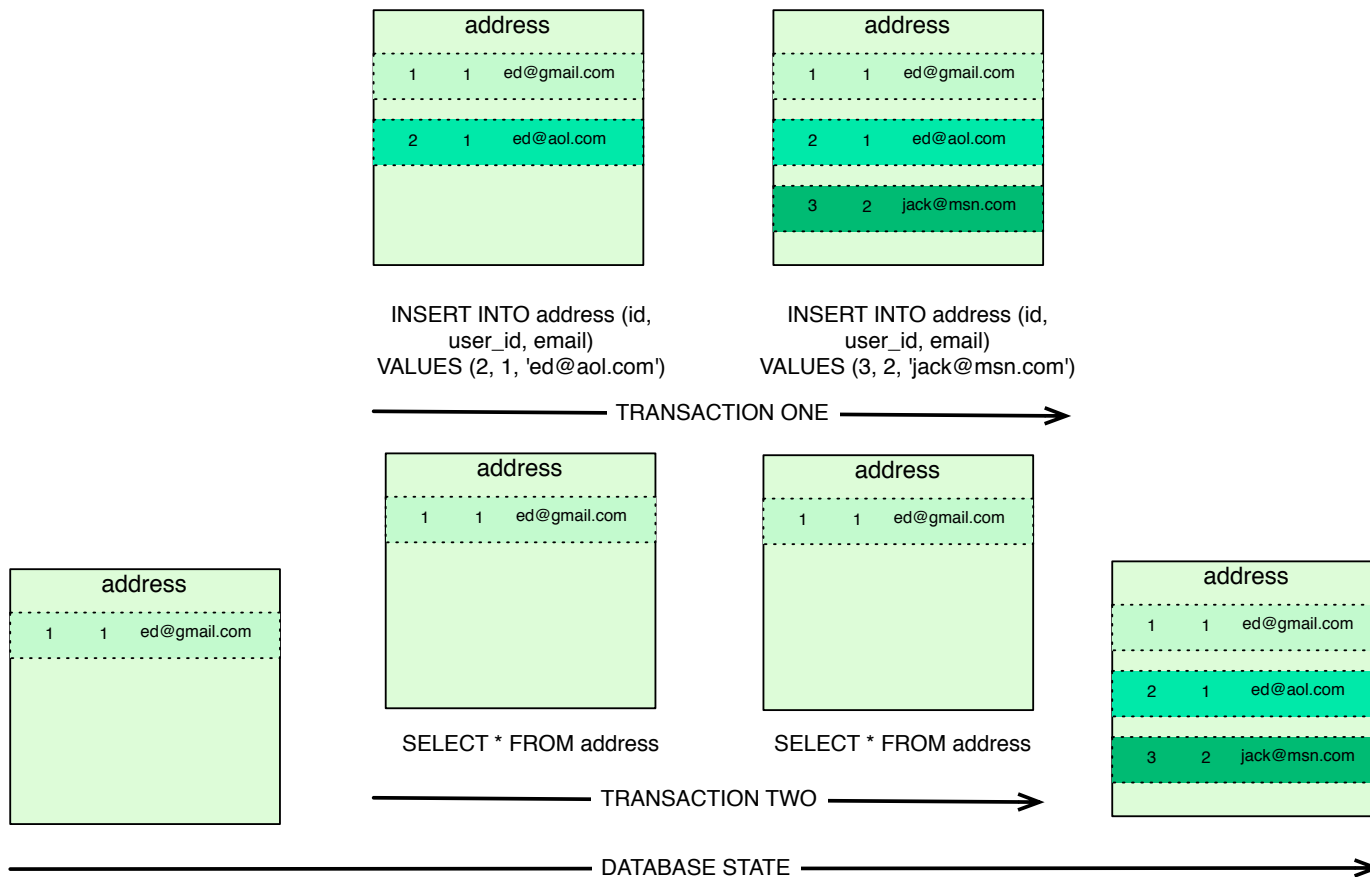 address
1 1 ed@gmail.com
2 1 ed@aol.com
INSERT INTO address (id,
user_id, email)
VALUES (2, 1, 'ed@aol.com')
address
1 1 ed@gmail.com
2 1 ed@aol.com
3 2 jack@msn.com
INSERT INTO address (id,
user_id, email)
VALUES (3, 2, 'jack@msn.com')
TRANSACTION ONE
address
1 1 ed@gmail.com
SELECT * FROM address
address
1 1 ed@gmail.com
SELECT * FROM address
TRANSACTION TWO
address
1 1 ed@gmail.com
address
1 1 ed@gmail.com
2 1 ed@aol.com
3 2 jack@msn.com
DATABASE STATE